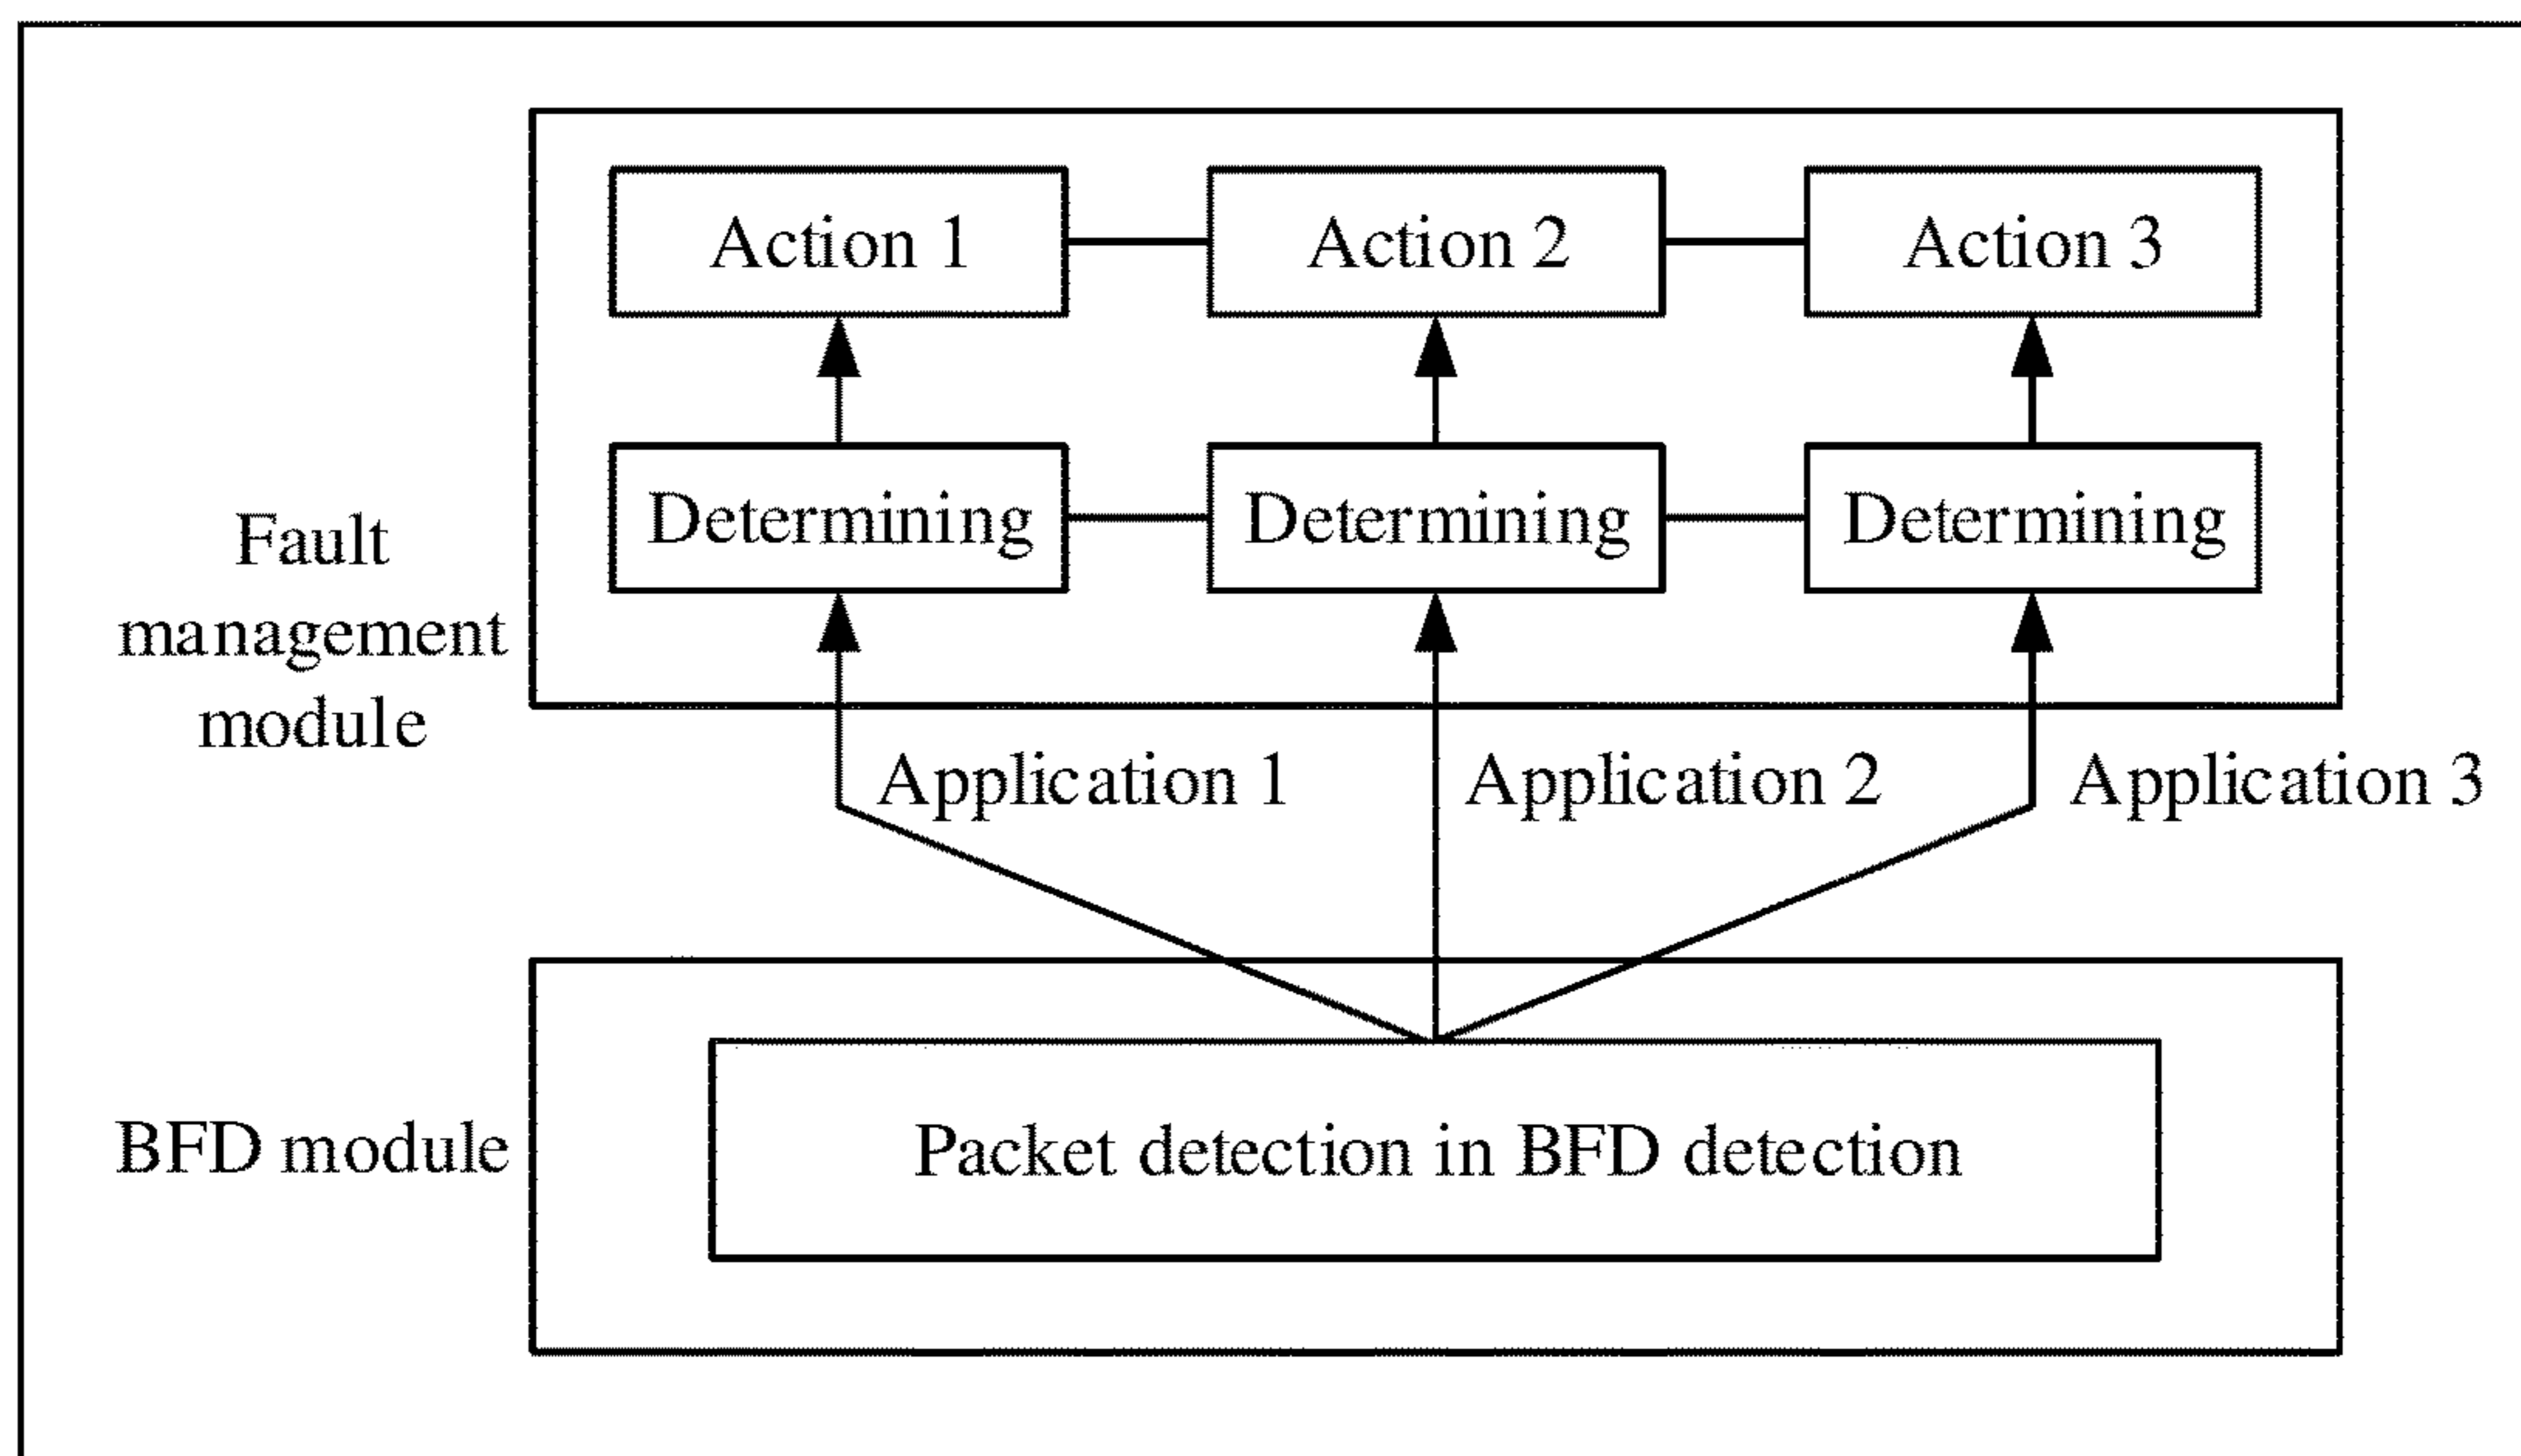 Action 1
Action 2
Action 3
Determining
Determining
Determining
Fault
management
module
Application 1
Application 2
Application 3
BFD module
Packet detection in BFD detection